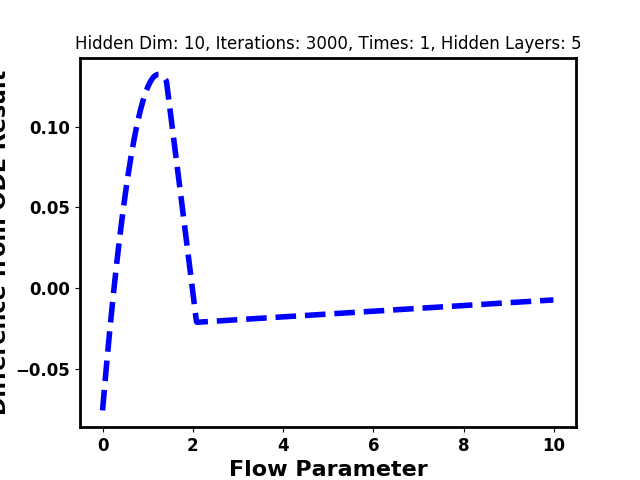 Hidden Dim: 10, Iterations: 3000, Times: 1, Hidden Layers: 5
Difference from ODE Result
0.10
0.05
0.00
−0.05
0 2 4 6 8 10
Flow Parameter